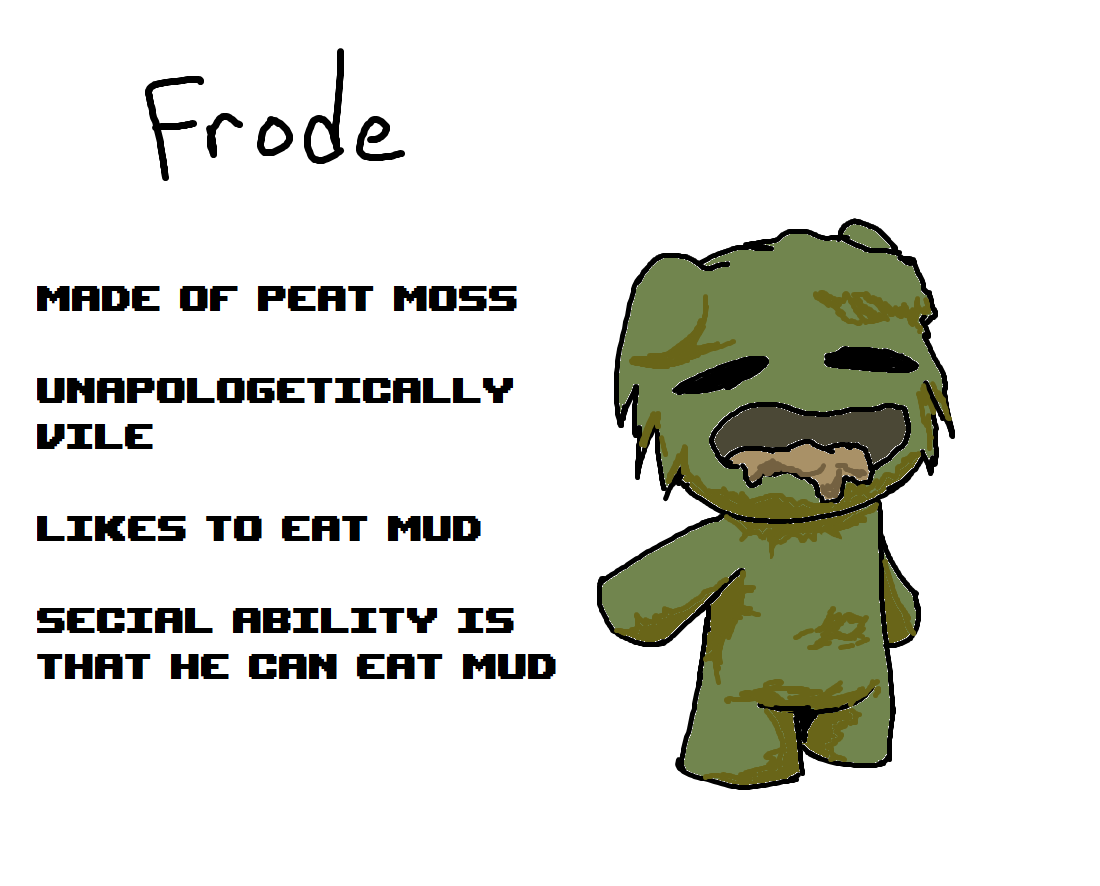 Frode
MADE OF PEAT MOSS
UNAPOLOGETICALLY
VILE
LIKES TO EAT MUD
SECIAL ABILITY IS
THAT HE CAN EAT MUD